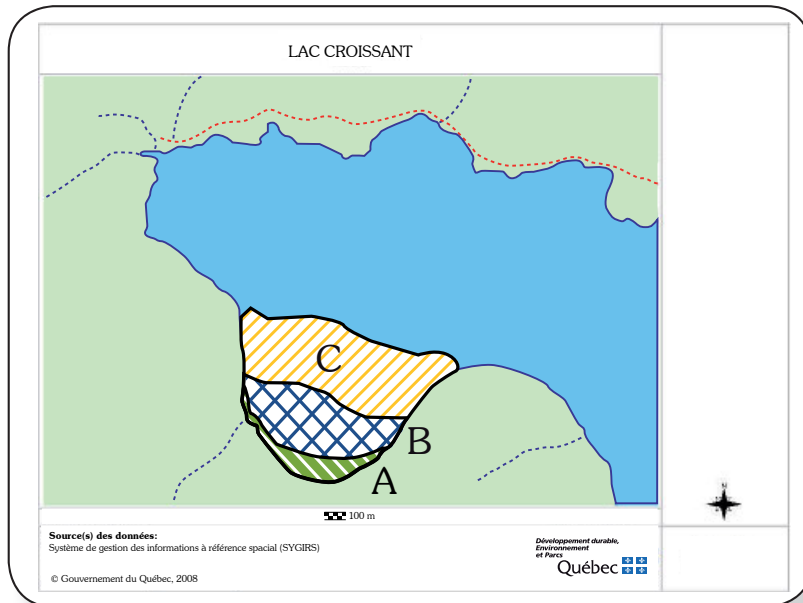 LAC CROISSANT
C
B
A
N
100 m
Source(s) des données:
Système de gestion des informations à référence spacial (SYGIRS)
© Gouvernement du Québec, 2008
Développement durable,
Environnement
et Parcs
Québec